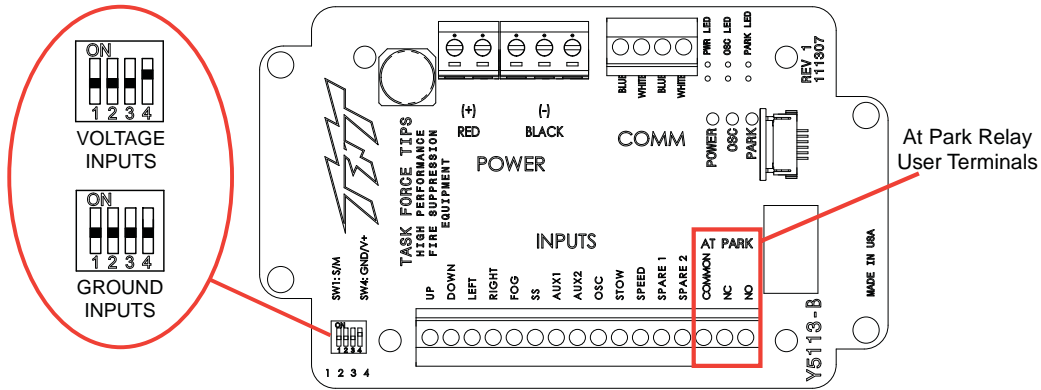 ON
1 2 3 4
VOLTAGE
INPUTS
ON
1 2 3 4
GROUND
INPUTS
SW1: S/M
SW4: GND/V+
ON
1 2 3 4
1 2 3 4
TFT
TASK FORCE TIPS
HIGH PERFORMANCE
FIRE SUPPRESSION
EQUIPMENT
(+)
RED
(-)
BLACK
POWER
BLUE
WHITE
BLUE
WHITE
COMM
PWR LED
OSC LED
PARK LED
POWER
OSC
PARK
REV 1
111307
At Park Relay
User Terminals
INPUTS
AT PARK
UP
DOWN
LEFT
RIGHT
FOG
SS
AUX1
AUX2
OSC
STOW
SPEED
SPARE 1
SPARE 2
COMMON
NC
NO
MADE IN USA
Y5113-B